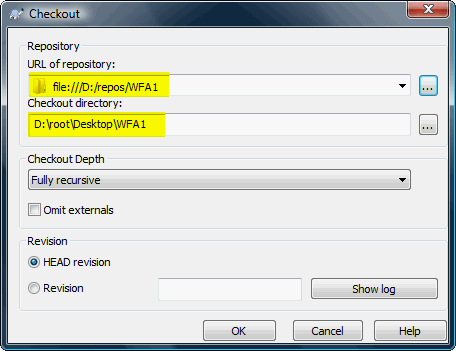 Checkout
Repository
URL of repository:
file:///D:/repos/WFA1
...
Checkout directory:
D:\root\Desktop\WFA1
...
Checkout Depth
Fully recursive
Omit externals
Revision
HEAD revision
Revision
Show log
OK
Cancel
Help